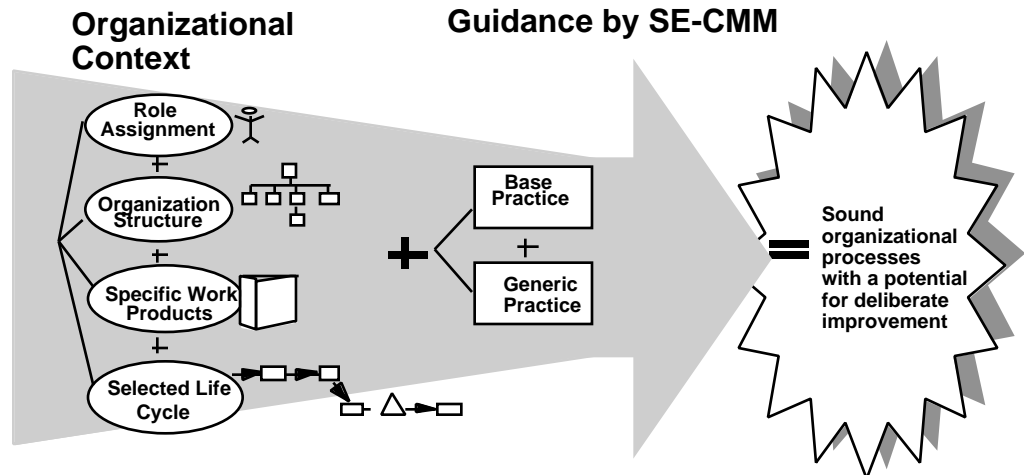 Organizational
Context
Guidance by SE-CMM
Role
Assignment
+
Organization
Structure
+
Specific Work
Products
+
Selected Life
Cycle
+
Base
Practice
+
Generic
Practice
=
Sound
organizational
processes
with a potential
for deliberate
improvement